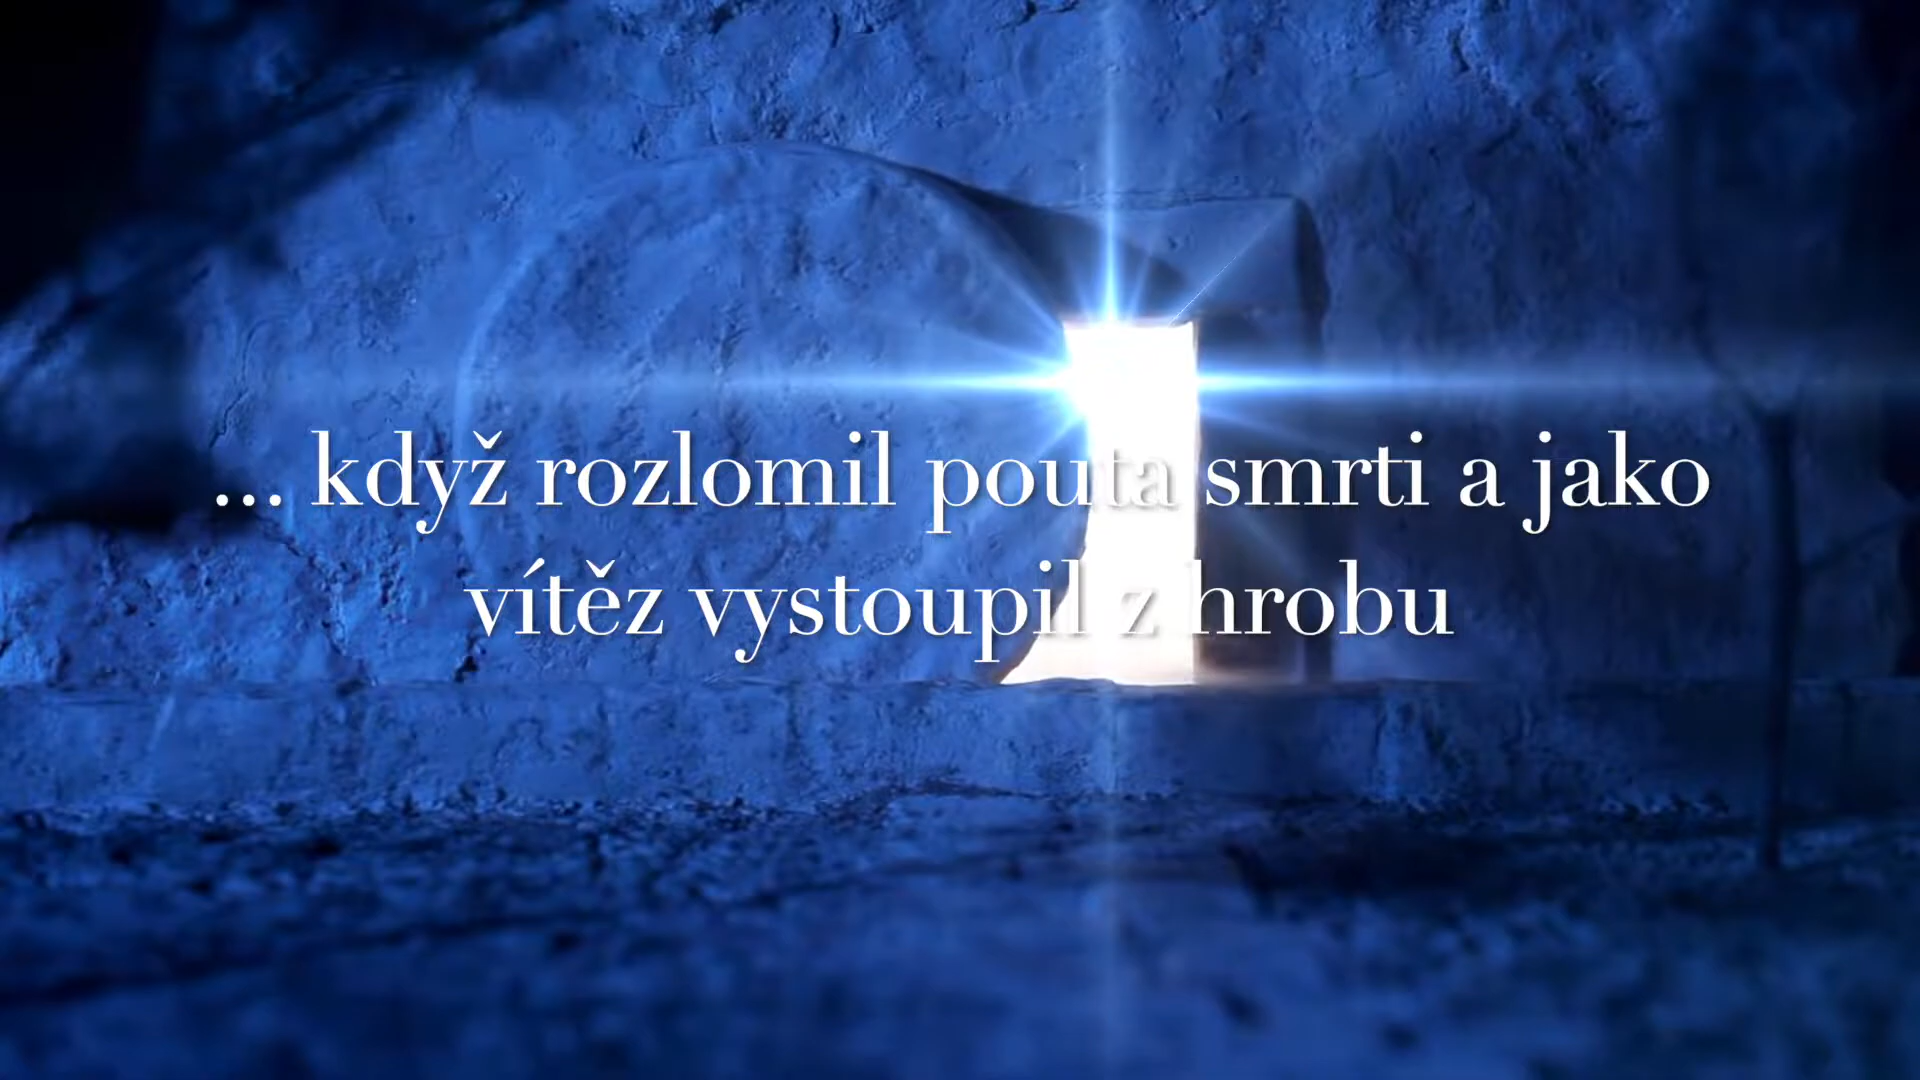 ... když rozlomil pouta smrti a jako
vítěz vystoupil z hrobu